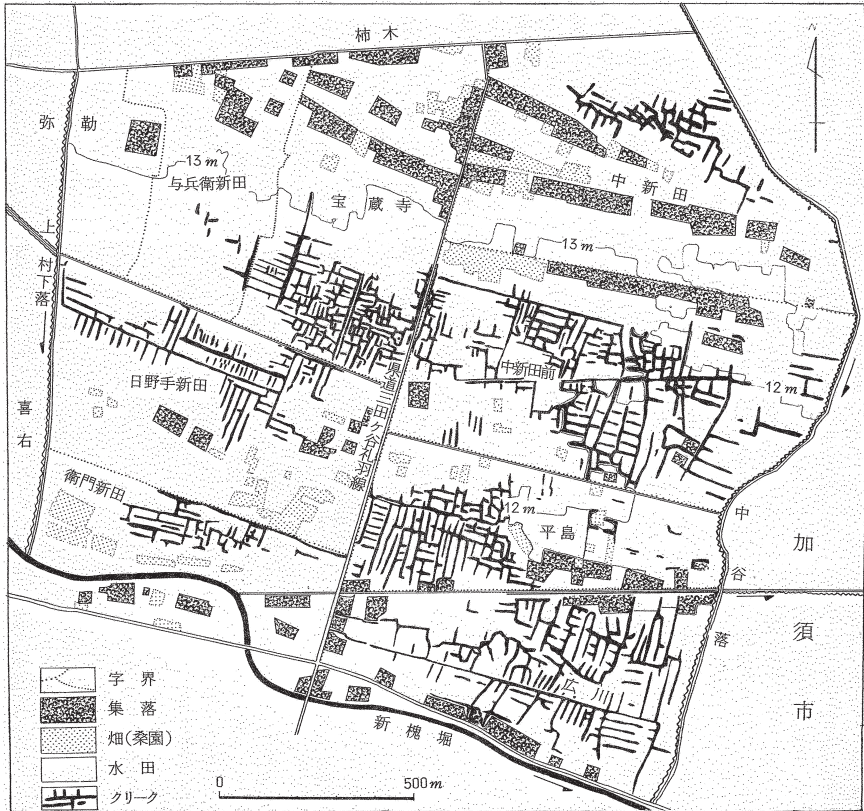 柿木
弥勒
13m
与兵衛新田
宝蔵寺
中新田
13m
上村下落
日野手新田
県道三田ヶ谷礼羽線
中新田前
12m
喜右衛門新田
12m
平島
中谷落
加須市
広川
新槐堀
字界
集落
畑(桑園)
水田
クリーク
0 500m
N